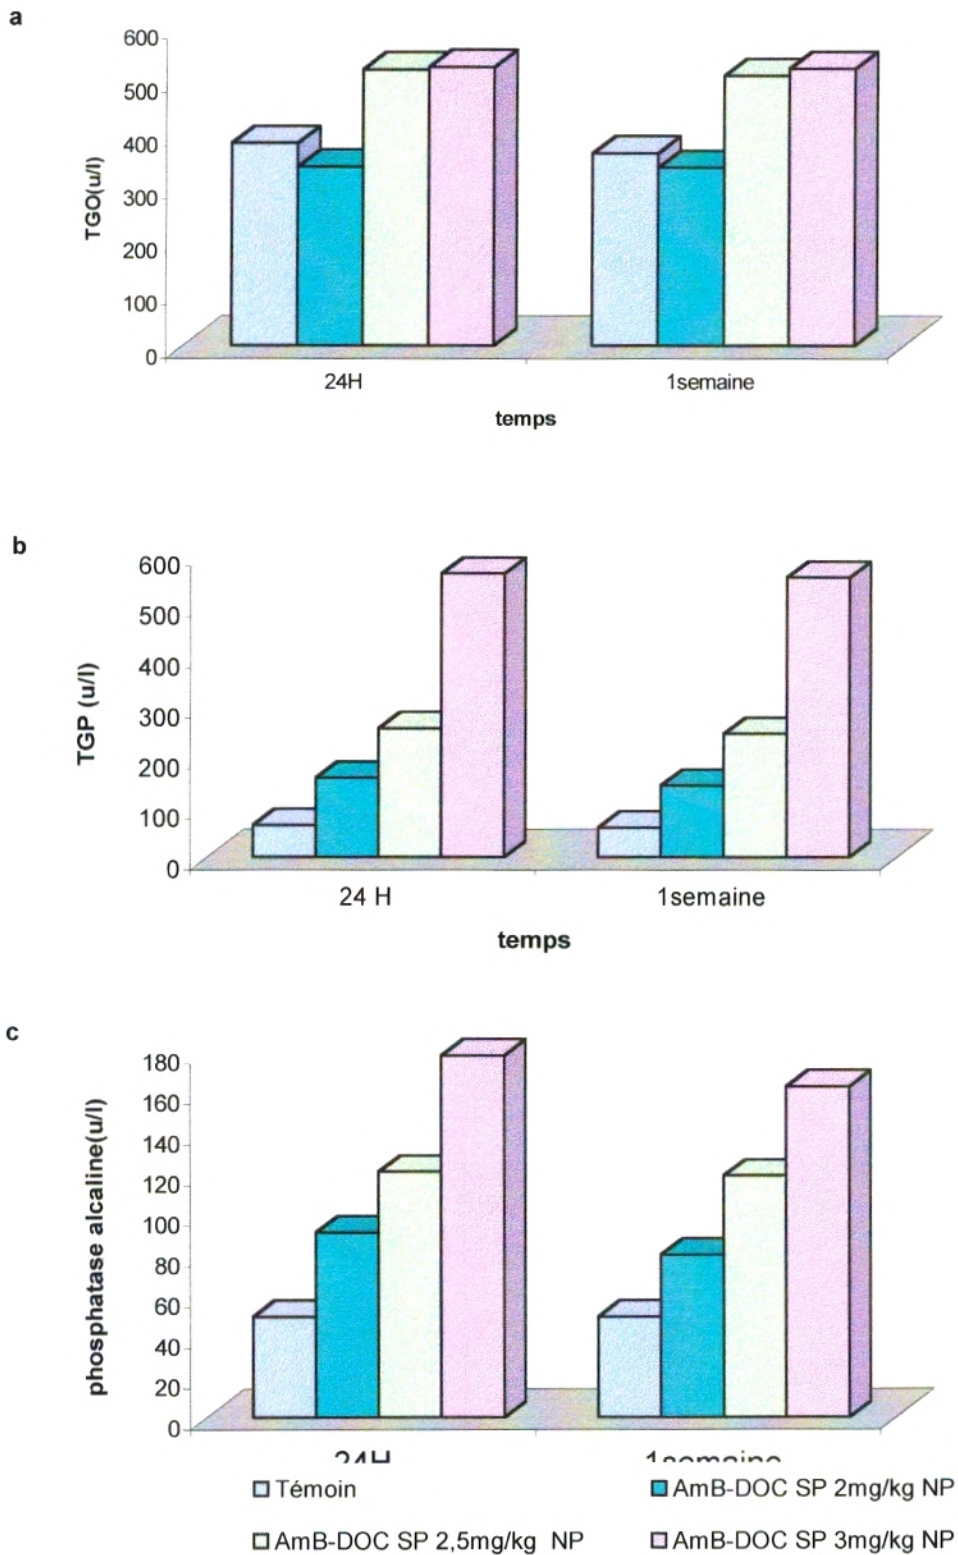 a
600
500
400
300
200
100
0
TGO(u/l)
24H 1semaine
temps
b
600
500
400
300
200
100
0
TGP (u/l)
24 H 1semaine
temps
c
180
160
140
120
100
80
60
40
20
0
phosphatase alcaline(u/l)
24H 1semaine
Témoin AmB-DOC SP 2mg/kg NP
AmB-DOC SP 2,5mg/kg NP AmB-DOC SP 3mg/kg NP